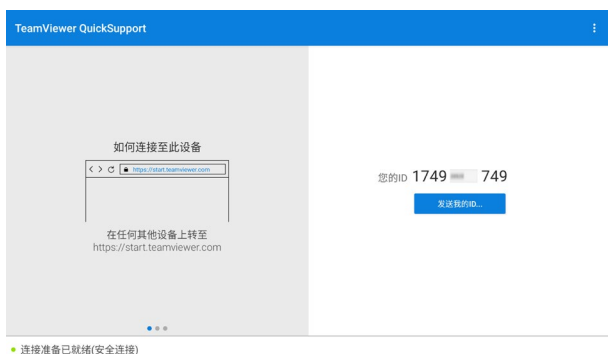 TeamViewer QuickSupport
如何连接至此设备
https://start.teamviewer.com
在任何其他设备上转至
https://start.teamviewer.com
您的ID 1749 749
发送我的ID...
连接准备已就绪(安全连接)